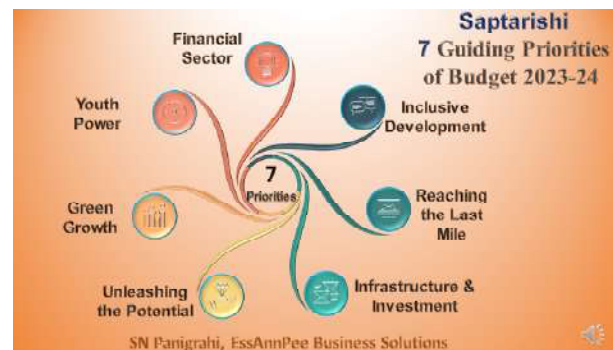 Saptarishi
7 Guiding Priorities
of Budget 2023-24
Financial
Sector
Inclusive
Development
Reaching
the Last
Mile
Infrastructure &
Investment
Unleashing
the Potential
Green
Growth
Youth
Power
7
Priorities
SN Panigrahi, EssAnnPee Business Solutions